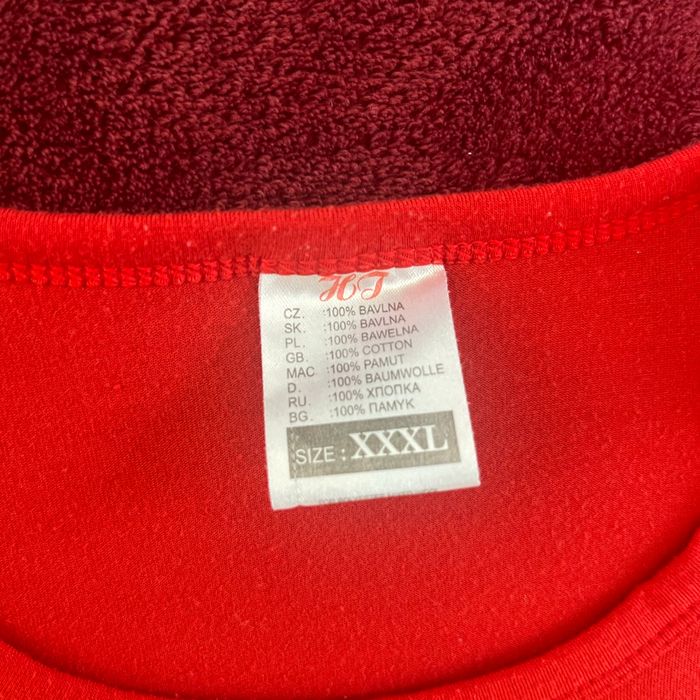 HT
CZ. :100% BAVLNA
SK. :100% BAVLNA
PL. :100% BAWELNA
GB. :100% COTTON
MAC :100% PAMUT
D. :100% BAUMWOLLE
RU. :100% ХПОПКА
BG. :100% ПАМУК
SIZE : XXXL